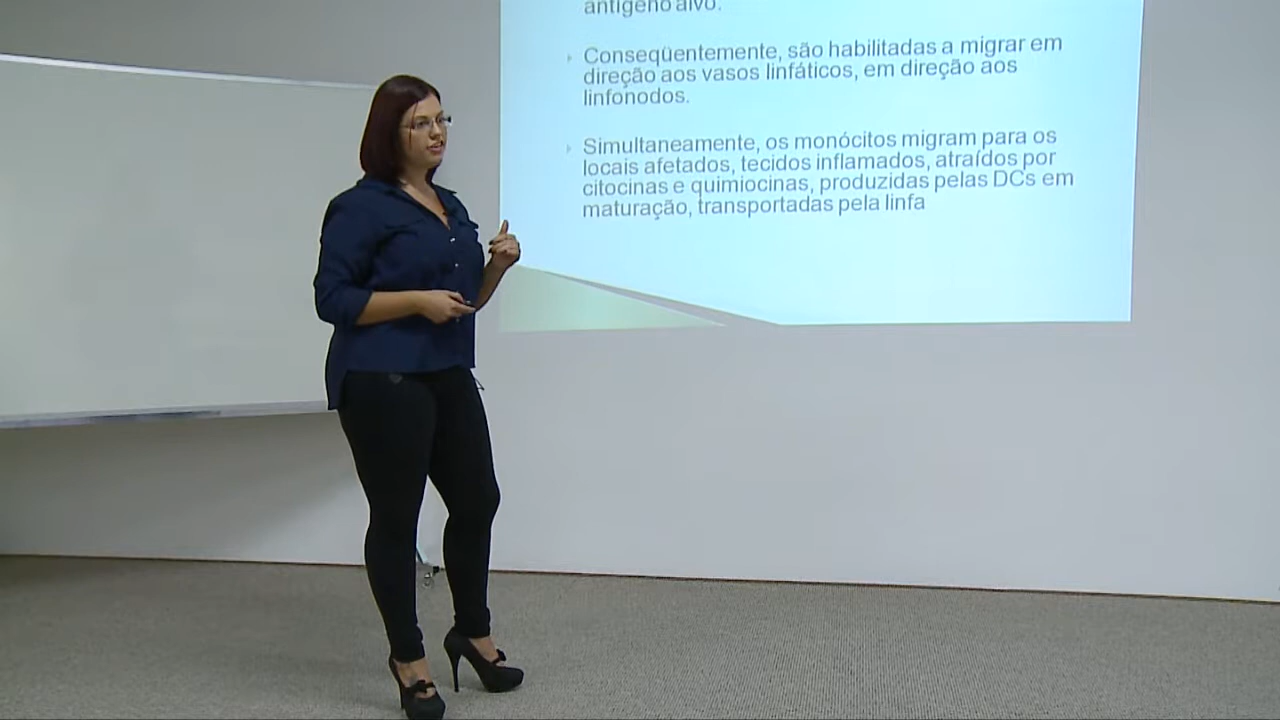 antígeno alvo.
Conseqüentemente, são habilitadas a migrar em
direção aos vasos linfáticos, em direção aos
linfonodos.
Simultaneamente, os monócitos migram para os
locais afetados, tecidos inflamados, atraídos por
citocinas e quimiocinas, produzidas pelas DCs em
maturação, transportadas pela linfa